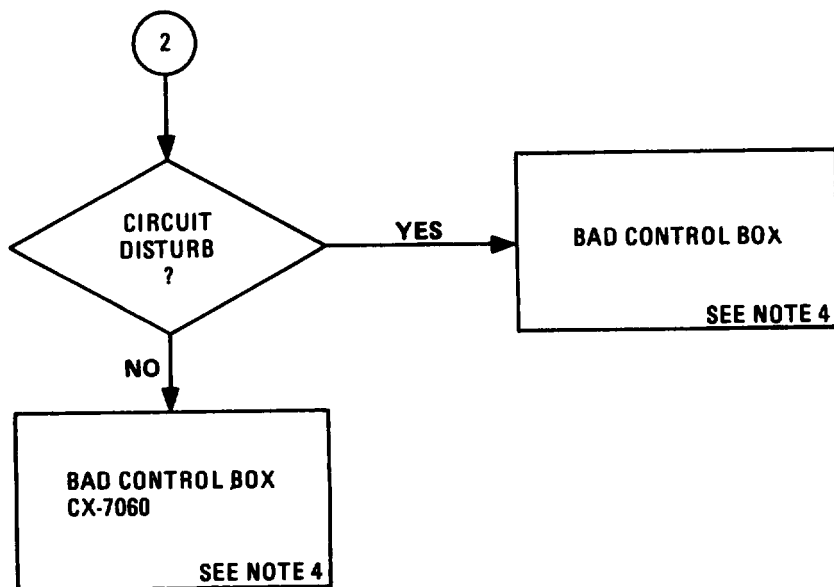 2
CIRCUIT
DISTURB
?
YES
BAD CONTROL BOX
SEE NOTE 4
NO
BAD CONTROL BOX
CX-7060
SEE NOTE 4